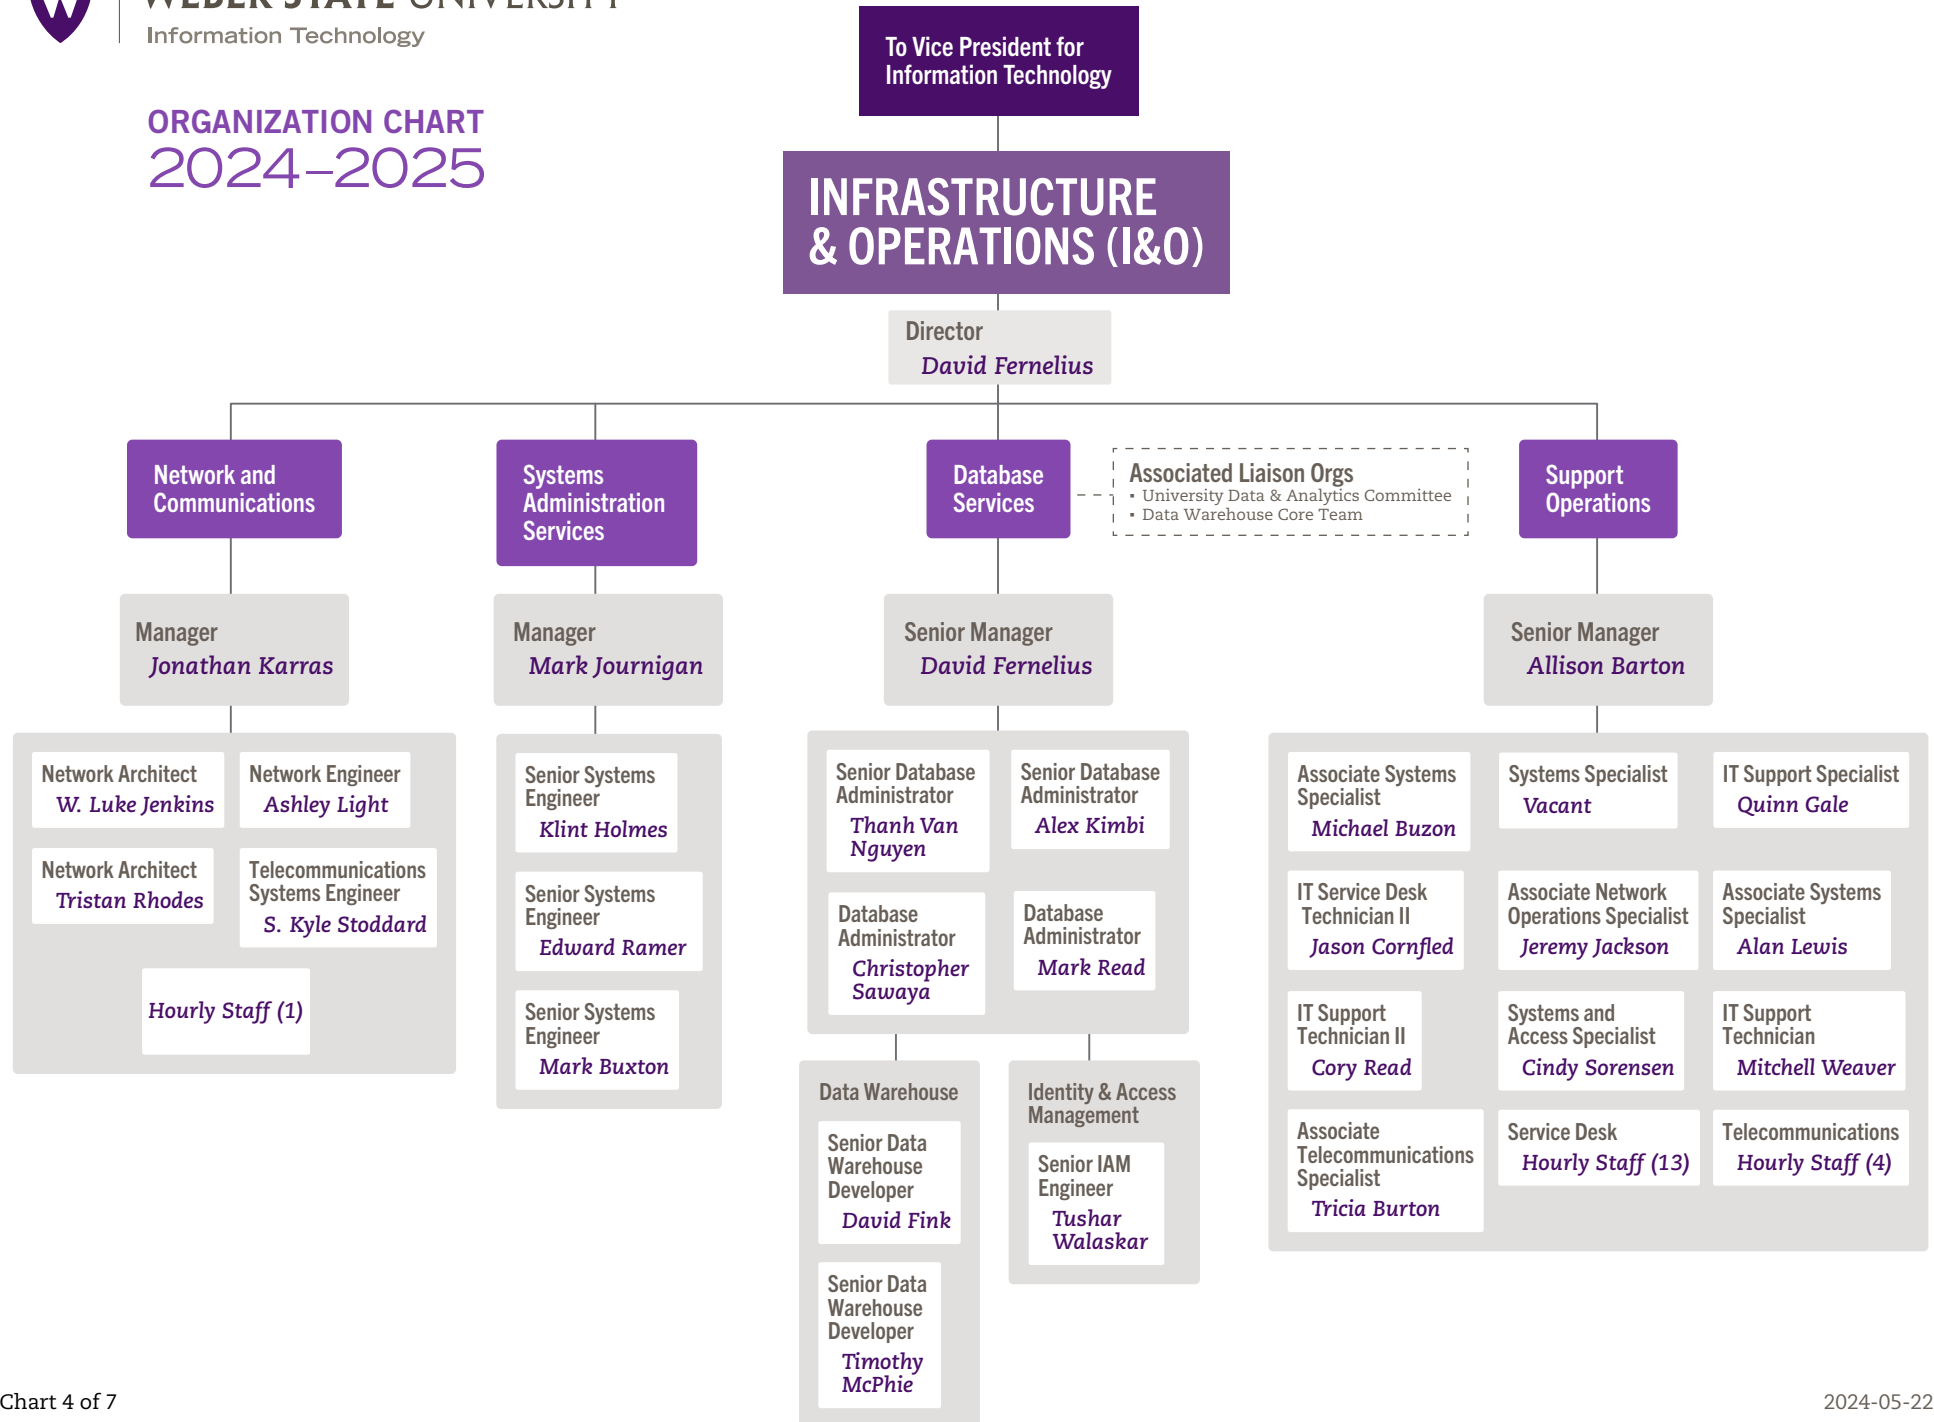 WEBER STATE UNIVERSITY
Information Technology
ORGANIZATION CHART
2024–2025
To Vice President for
Information Technology
INFRASTRUCTURE
& OPERATIONS (I&O)
Director
David Fernelius
Network and
Communications
Manager
Jonathan Karras
Network Architect
W. Luke Jenkins
Network Engineer
Ashley Light
Network Architect
Tristan Rhodes
Telecommunications
Systems Engineer
S. Kyle Stoddard
Hourly Staff (1)
Systems
Administration
Services
Manager
Mark Journigan
Senior Systems
Engineer
Klint Holmes
Senior Systems
Engineer
Edward Ramer
Senior Systems
Engineer
Mark Buxton
Database
Services
Associated Liaison Orgs
▪ University Data & Analytics Committee
▪ Data Warehouse Core Team
Senior Manager
David Fernelius
Senior Database
Administrator
Thanh Van
Nguyen
Senior Database
Administrator
Alex Kimbi
Database
Administrator
Christopher
Sawaya
Database
Administrator
Mark Read
Data Warehouse
Senior Data
Warehouse
Developer
David Fink
Senior Data
Warehouse
Developer
Timothy
McPhie
Identity & Access
Management
Senior IAM
Engineer
Tushar
Walaskar
Support
Operations
Senior Manager
Allison Barton
Associate Systems
Specialist
Michael Buzon
Systems Specialist
Vacant
IT Support Specialist
Quinn Gale
IT Service Desk
Technician II
Jason Cornfled
Associate Network
Operations Specialist
Jeremy Jackson
Associate Systems
Specialist
Alan Lewis
IT Support
Technician II
Cory Read
Systems and
Access Specialist
Cindy Sorensen
IT Support
Technician
Mitchell Weaver
Associate
Telecommunications
Specialist
Tricia Burton
Service Desk
Hourly Staff (13)
Telecommunications
Hourly Staff (4)
Chart 4 of 7
2024-05-22